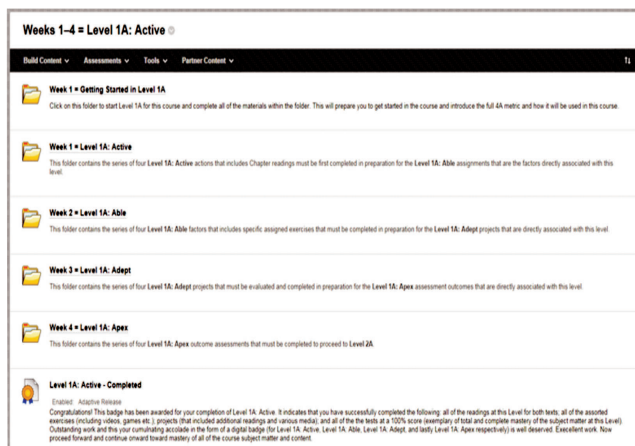 Weeks 1–4 = Level 1A: Active
Build Content Assessments Tools Partner Content
Week 1 = Getting Started in Level 1A
Click on this folder to start Level 1A for this course and complete all of the materials within the folder. This will prepare you to get started in the course and introduce the full 4A metric and how it will be used in this course.
Week 1 = Level 1A: Active
This folder contains the series of four Level 1A: Active actions that includes Chapter readings must be first completed in preparation for the Level 1A: Able assignments that are the factors directly associated with this
level.
Week 2 = Level 1A: Able
This folder contains the series of four Level 1A: Able factors that includes specific assigned exercises that must be completed in preparation for the Level 1A: Adept projects that are directly associated with this level
Week 3 = Level 1A: Adept
This folder contains the series of four Level 1A: Adept projects that must be evaluated and completed in preparation for the Level 1A: Apex assessment outcomes that are directly associated with this level.
Week 4 = Level 1A: Apex
This folder contains the series of four Level 1A: Apex outcome assessments that must be completed to proceed to Level 2A.
Level 1A: Active - Completed
Enabled: Adaptive Release
Congratulations! This badge has been awarded for your completion of Level 1A: Active. It indicates that you have successfully completed the following: all of the readings at this Level for both texts; all of the assorted
exercises (including videos, games etc.); projects (that included additional readings and various media); and all of the the tests at a 100% score (exemplary of total and complete mastery of the subject matter at this Level).
Outstanding work and this your cumulnating accolade in the form of a digital badge (for Level 1A: Active, Level 1A: Able, Level 1A: Adept, and lastly Level 1A: Apex respectively) is well deserved. Excellent work. Now
proceed forward and continue onward toward mastery of all of the course subject matter and content.